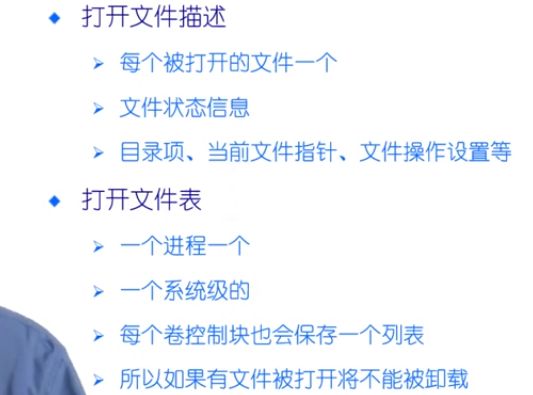 打开文件描述
每个被打开的文件一个
文件状态信息
目录项、当前文件指针、文件操作设置等
打开文件表
一个进程一个
一个系统级的
每个卷控制块也会保存一个列表
所以如果有文件被打开将不能被卸载